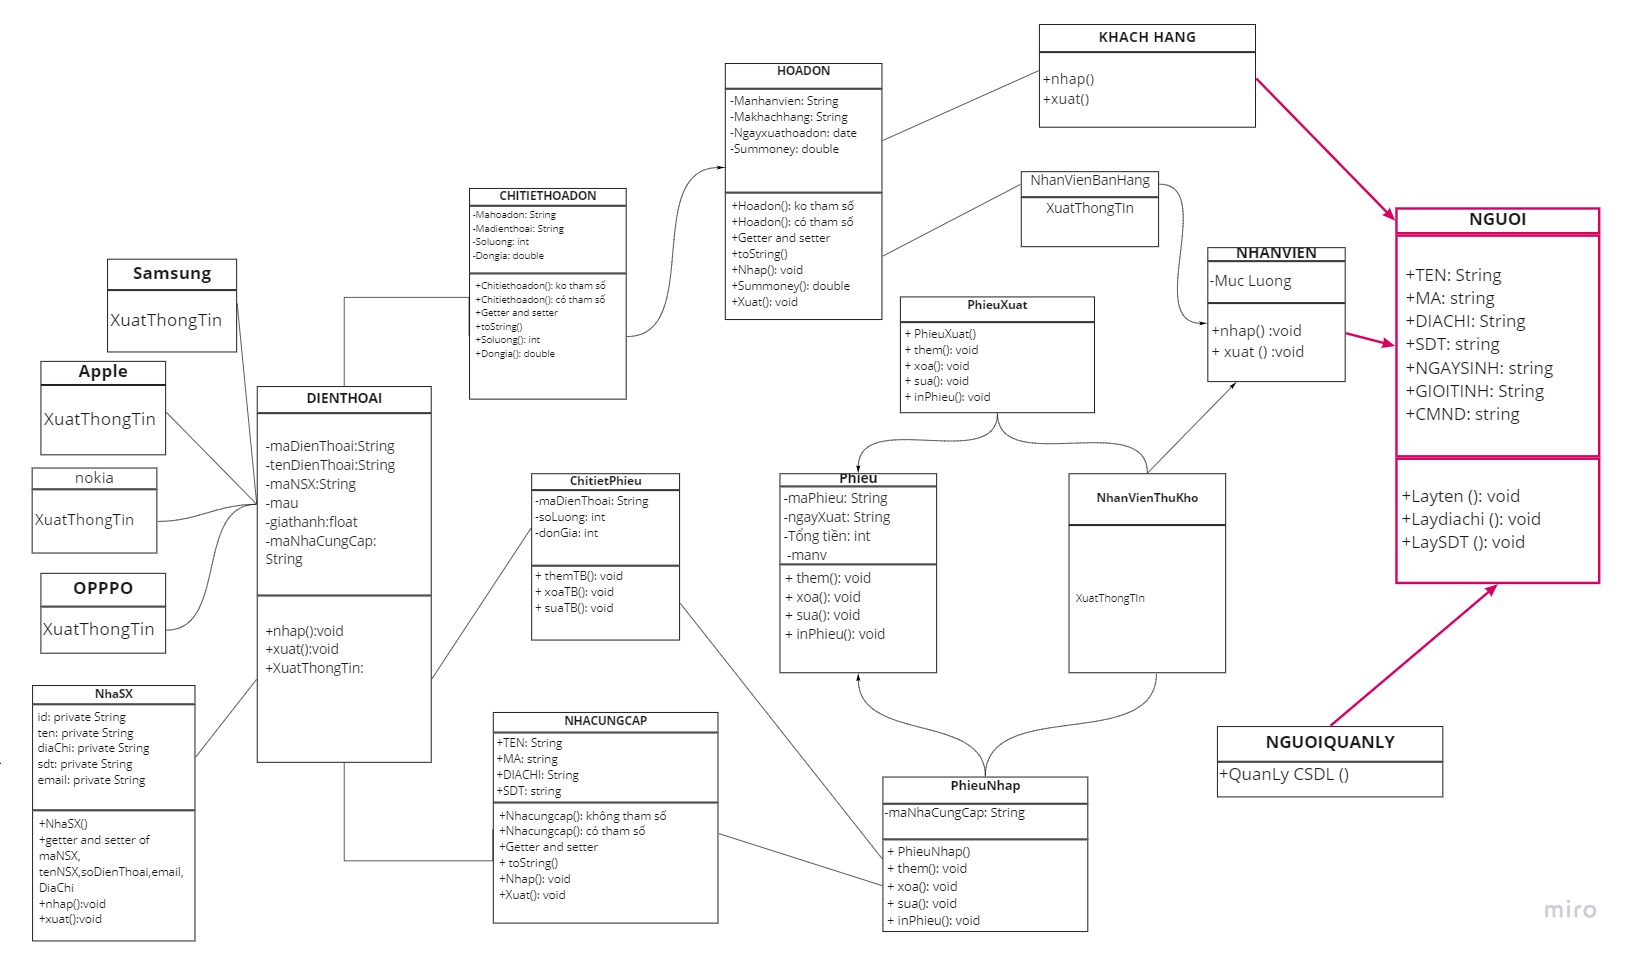 KHACH HANG
+nhap()
+xuat()
HOADON
-Manhanvien: String
-Makhachhang: String
-Ngayxuathoadon: date
-Summoney: double
+Hoadon(): ko tham số
+Hoadon(): có tham số
+Getter and setter
+toString()
+Nhap(): void
+Summoney(): double
+Xuat(): void
NhanVienBanHang
XuatThongTIn
CHITIETHOADON
-Mahoadon: String
-Madienthoai: String
-Soluong: int
-Dongia: double
+Chitiethoadon(): ko tham số
+Chitiethoadon(): có tham số
+Getter and setter
+toString()
+Soluong(): int
+Dongia(): double
NGUOI
+TEN: String
+MA: string
+DIACHI: String
+SDT: string
+NGAYSINH: string
+GIOITINH: String
+CMND: string
+Layten (): void
+Laydiachi (): void
+LaySDT (): void
NHANVIEN
-Muc Luong
+nhap() :void
+ xuat () :void
Samsung
XuatThongTin
PhieuXuat
+ PhieuXuat()
+ them(): void
+ xoa(): void
+ sua(): void
+ inPhieu(): void
Apple
XuatThongTin
DIENTHOAI
-maDienThoai:String
-tenDienThoai:String
-maNSX:String
-mau
-giathanh:float
-maNhaCungCap:
String
+nhap():void
+xuat():void
+XuatThongTin:
nokia
XuatThongTin
ChitietPhieu
-maDienThoai: String
-soLuong: int
-donGia: int
+ themTB(): void
+ xoaTB(): void
+ suaTB(): void
Phieu
-maPhieu: String
-ngayXuat: String
-Tổng tiền: int
-manv
+ them(): void
+ xoa(): void
+ sua(): void
+ inPhieu(): void
NhanVienThuKho
XuatThongTIn
OPPPO
XuatThongTin
NhaSX
id: private String
ten: private String
diaChi: private String
sdt: private String
email: private String
+NhaSX()
+getter and setter of
maNSX,
tenNSX,soDienThoai,email,
DiaChi
+nhap():void
+xuat():void
NHACUNGCAP
+TEN: String
+MA: string
+DIACHI: String
+SDT: string
+Nhacungcap(): không tham số
+Nhacungcap(): có tham số
+Getter and setter
+ toString()
+Nhap(): void
+Xuat(): void
PhieuNhap
-maNhaCungCap: String
+ PhieuNhap()
+ them(): void
+ xoa(): void
+ sua(): void
+ inPhieu(): void
NGUOIQUANLY
+QuanLy CSDL ()
miro